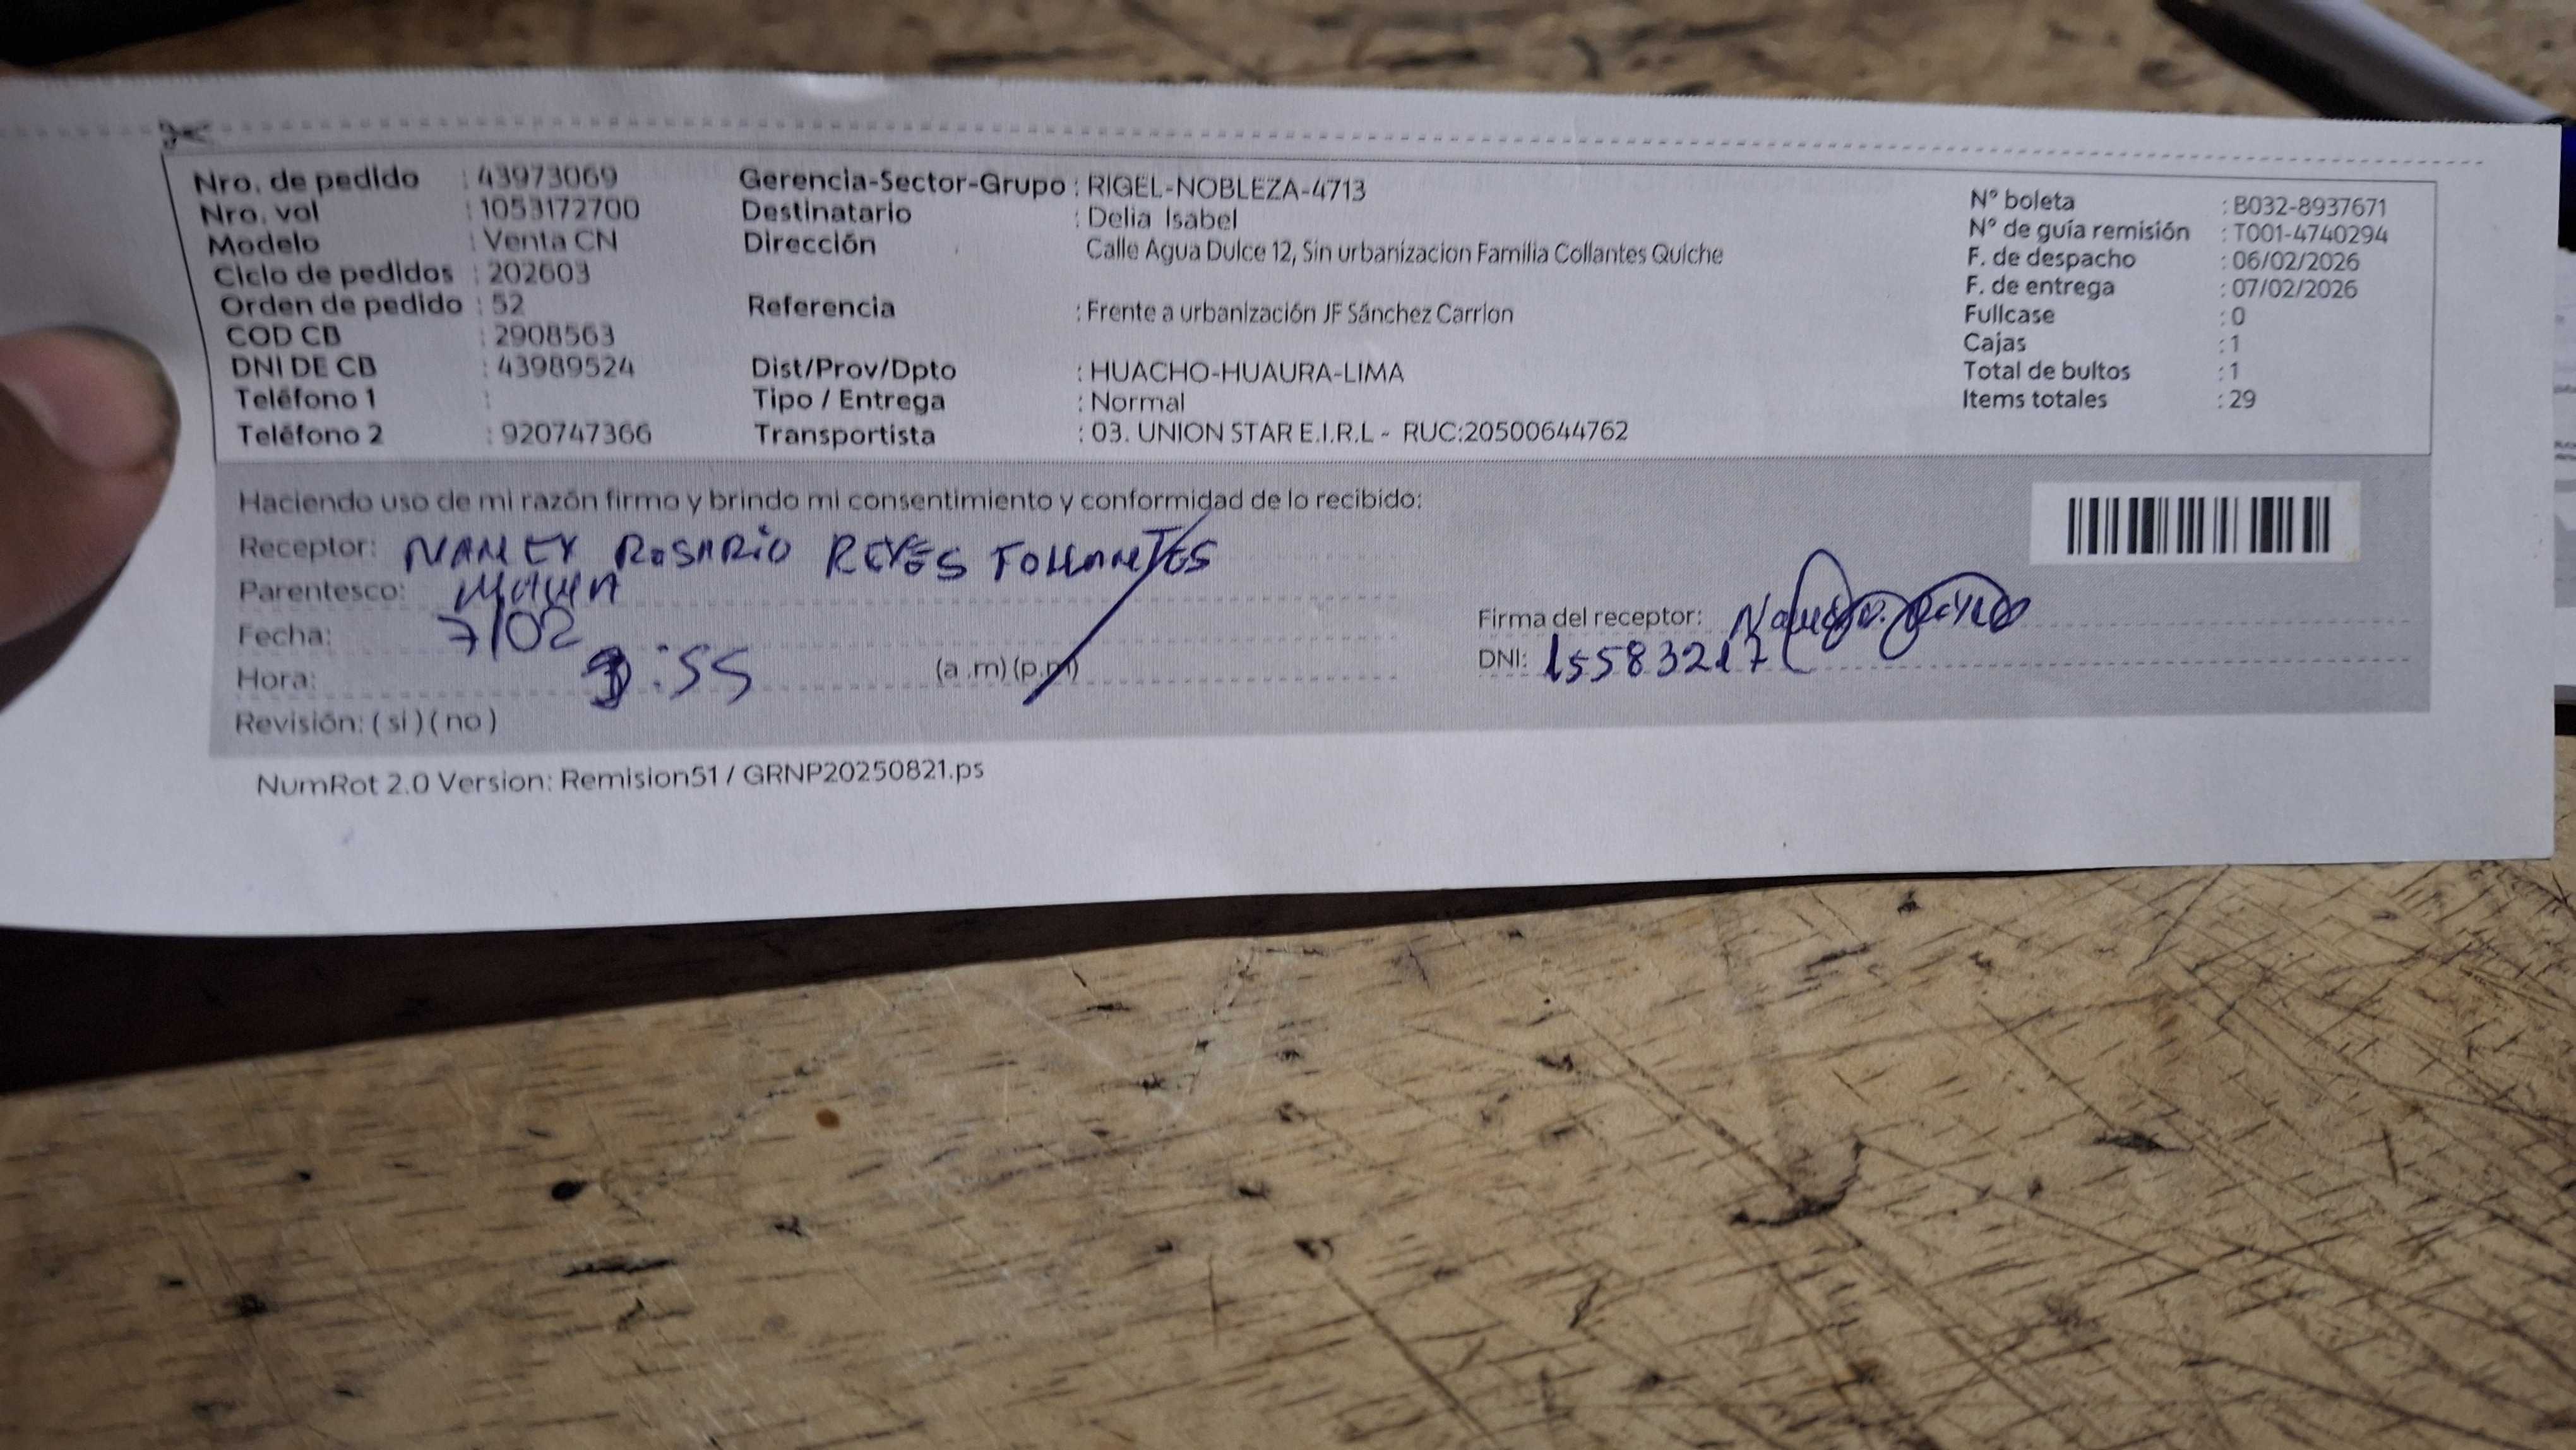 Nro. de pedido : 43973069
Nro. vol : 1053172700
Modelo : Venta CN
Ciclo de pedidos : 202603
Orden de pedido : 52
COD CB : 2908563
DNI DE CB : 43989524
Teléfono 1 :
Teléfono 2 : 920747366
Gerencia-Sector-Grupo : RIGEL-NOBLEZA-4713
Destinatario : Delia Isabel
Dirección : Calle Agua Dulce 12, Sin urbanizacion Familia Collantes Quiche
Referencia : Frente a urbanización JF Sánchez Carrion
Dist/Prov/Dpto : HUACHO-HUAURA-LIMA
Tipo / Entrega : Normal
Transportista : 03. UNION STAR E.I.R.L - RUC:20500644762
N° boleta : B032-8937671
N° de guía remisión : T001-4740294
F. de despacho : 06/02/2026
F. de entrega : 07/02/2026
Fullcase : 0
Cajas : 1
Total de bultos : 1
Items totales : 29
Haciendo uso de mi razón firmo y brindo mi consentimiento y conformidad de lo recibido:
Receptor: ROSARIO REYES
Parentesco:
Fecha: 7/02
Hora: :55 (a .m) (p.m)
Revisión: ( si ) ( no )
Firma del receptor:
DNI: 15583217
NumRot 2.0 Version: Remision51 / GRNP20250821.ps